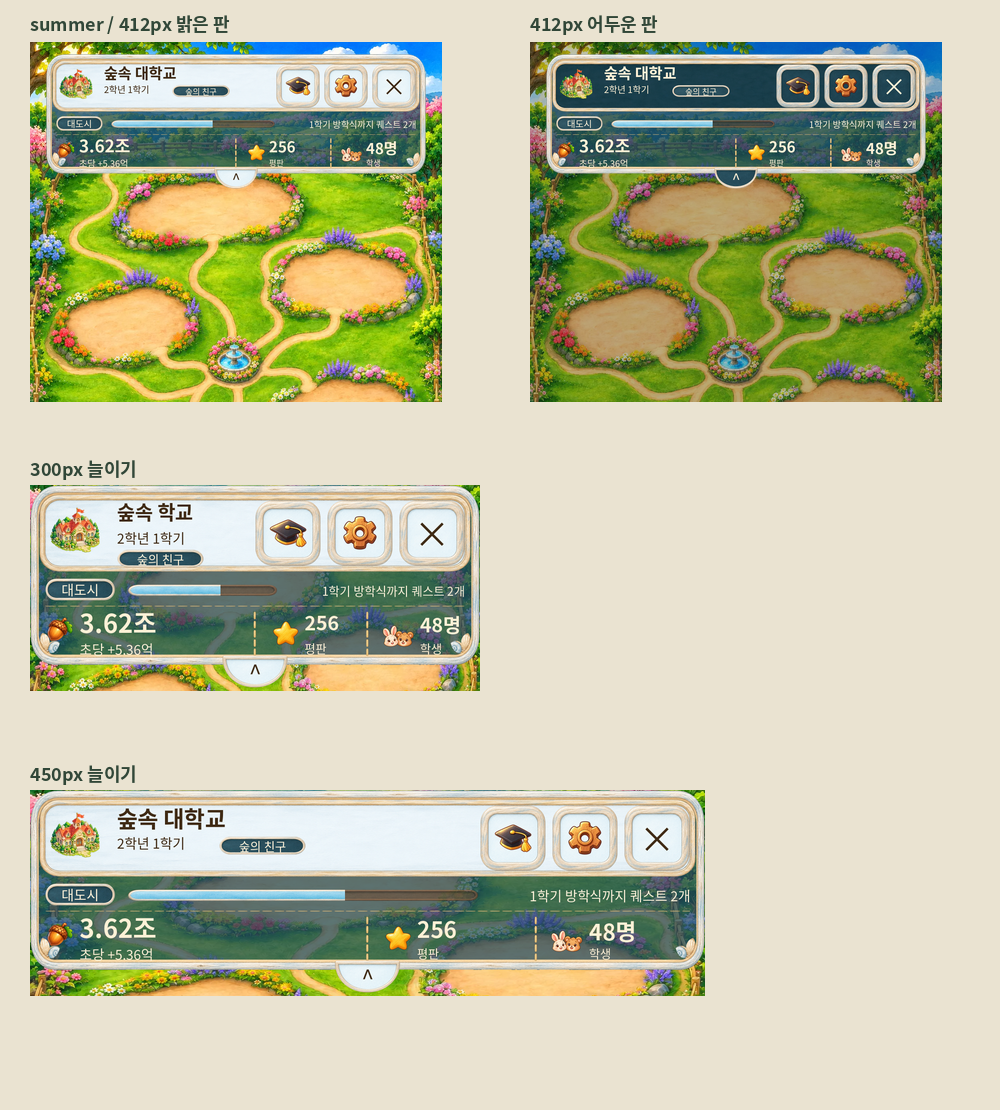 summer / 412px 밝은 판
숲속 대학교
2학년 1학기
숲의 친구
대도시
1학기 방학식까지 퀘스트 2개
3.62조
초당 +5.36억
256
평판
48명
학생
412px 어두운 판
숲속 대학교
2학년 1학기
숲의 친구
대도시
1학기 방학식까지 퀘스트 2개
3.62조
초당 +5.36억
256
평판
48명
학생
300px 늘이기
숲속 학교
2학년 1학기
숲의 친구
대도시
1학기 방학식까지 퀘스트 2개
3.62조
초당 +5.36억
256
평판
48명
학생
450px 늘이기
숲속 대학교
2학년 1학기
숲의 친구
대도시
1학기 방학식까지 퀘스트 2개
3.62조
초당 +5.36억
256
평판
48명
학생